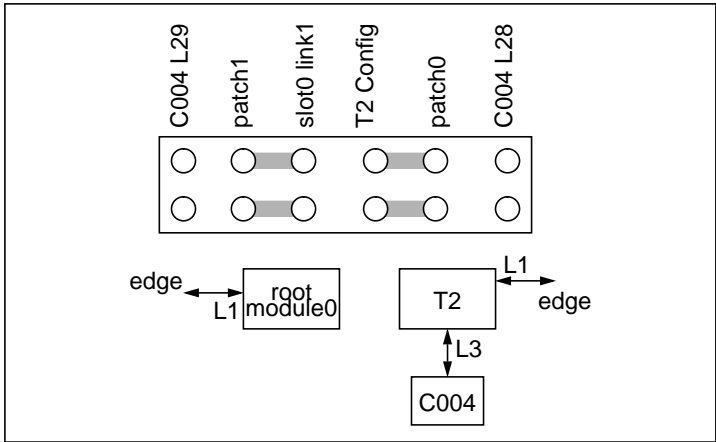 C004 L29
patch1
slot0 link1
T2 Config
patch0
C004 L28
edge
L1
root
module0
T2
L1
edge
L3
C004